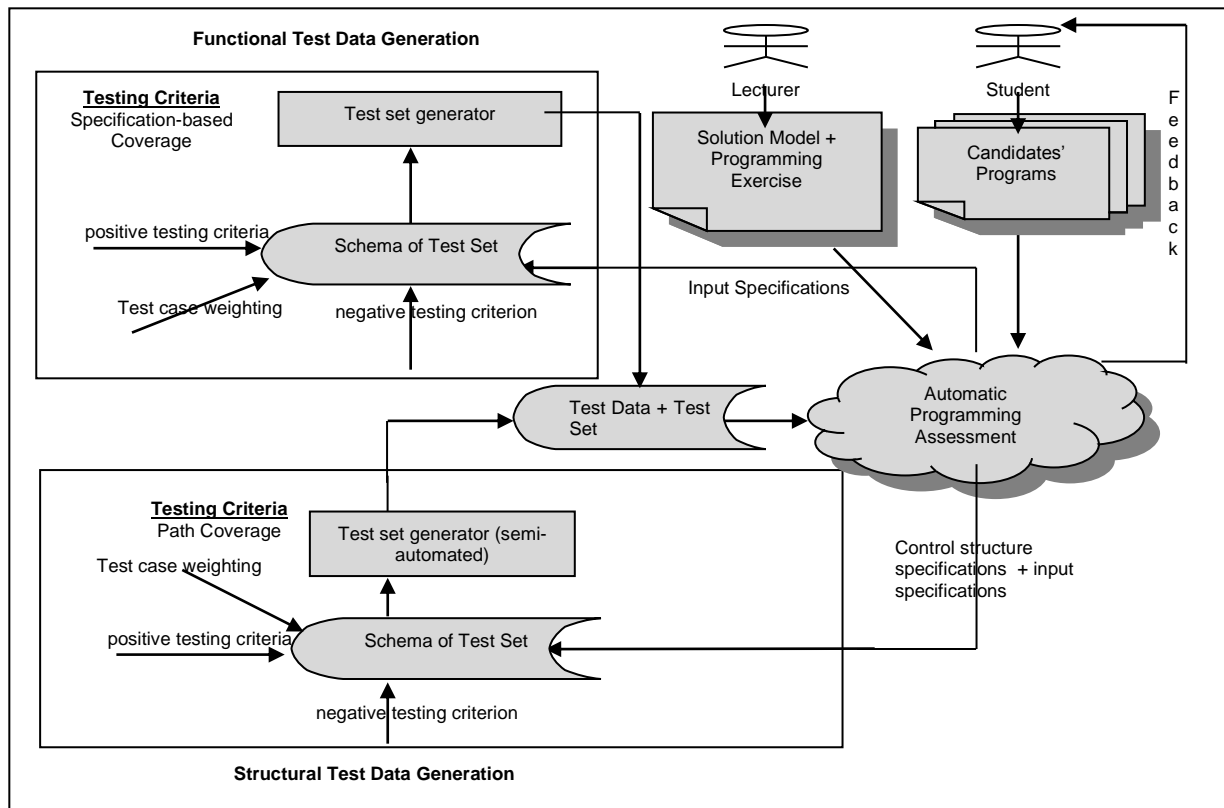 Functional Test Data Generation
Testing Criteria
Specification-based
Coverage
Test set generator
positive testing criteria
Schema of Test Set
Test case weighting
negative testing criterion
Lecturer
Solution Model +
Programming
Exercise
Student
Candidates'
Programs
Feedback
Input Specifications
Test Data + Test
Set
Automatic
Programming
Assessment
Testing Criteria
Path Coverage
Test set generator (semi-
automated)
Test case weighting
positive testing criteria
Schema of Test Set
negative testing criterion
Control structure
specifications + input
specifications
Structural Test Data Generation